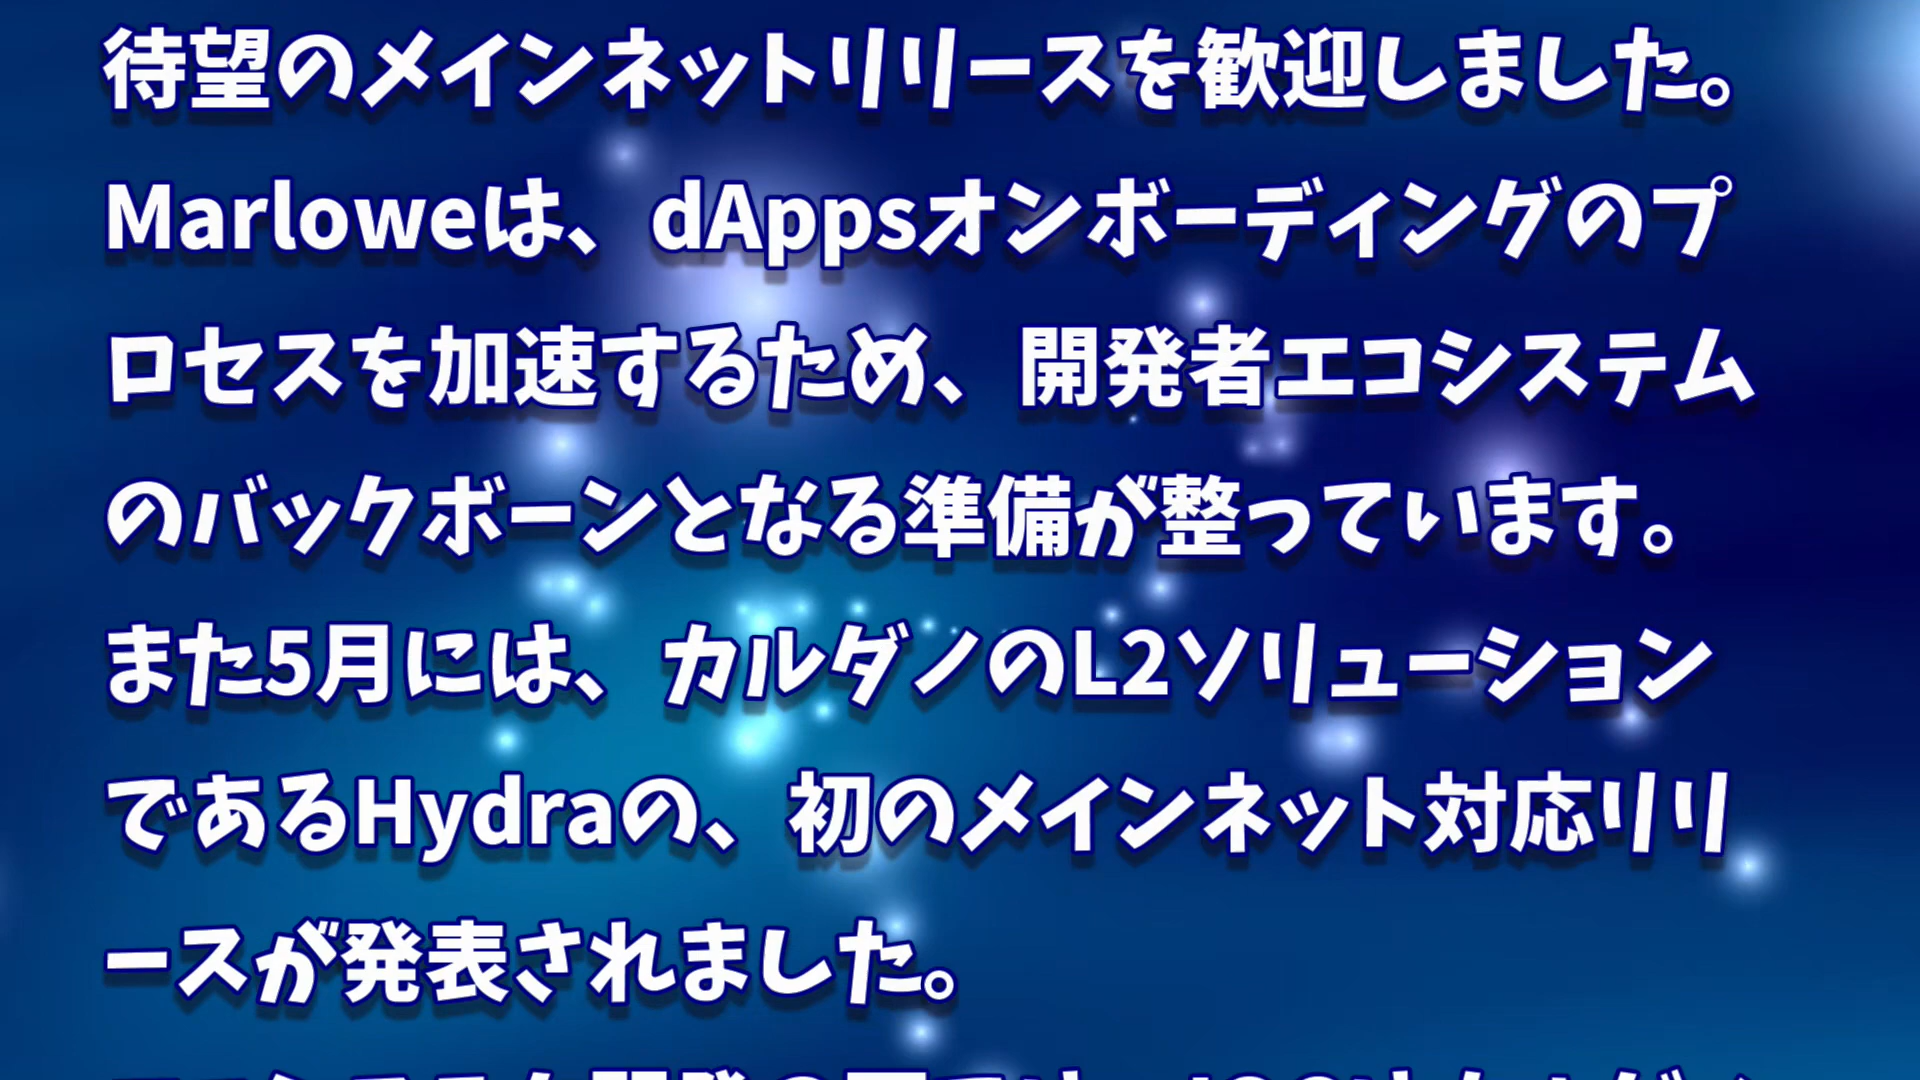 待望のメインネットリリースを歓迎しました。
Marloweは、dAppsオンボーディングのプ
ロセスを加速するため、開発者エコシステム
のバックボーンとなる準備が整っています。
また5月には、カルダノのL2ソリューション
であるHydraの、初のメインネット対応リリ
ースが発表されました。